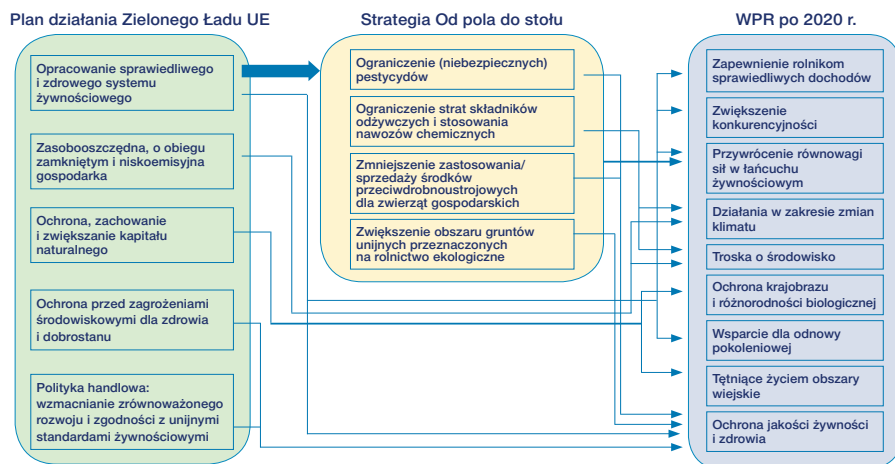 Plan działania Zielonego Ładu UE
Opracowanie sprawiedliwego
i zdrowego systemu
żywnościowego
Zasobooszczędna, o obiegu
zamkniętym i niskoemisyjna
gospodarka
Ochrona, zachowanie
i zwiększanie kapitału
naturalnego
Ochrona przed zagrożeniami
środowiskowymi dla zdrowia
i dobrostanu
Polityka handlowa:
wzmacnianie zrównoważonego
rozwoju i zgodności z unijnymi
standardami żywnościowymi
Strategia Od pola do stołu
Ograniczenie (niebezpiecznych)
pestycydów
Ograniczenie strat składników
odżywczych i stosowania
nawozów chemicznych
Zmniejszenie zastosowania/
sprzedaży środków
przeciwdrobnoustrojowych
dla zwierząt gospodarskich
Zwiększenie obszaru gruntów
unijnych przeznaczonych
na rolnictwo ekologiczne
WPR po 2020 r.
Zapewnienie rolnikom
sprawiedliwych dochodów
Zwiększenie
konkurencyjności
Przywrócenie równowagi
sił w łańcuchu
żywnościowym
Działania w zakresie zmian
klimatu
Troska o środowisko
Ochrona krajobrazu
i różnorodności biologicznej
Wsparcie dla odnowy
pokoleniowej
Tętniące życiem obszary
wiejskie
Ochrona jakości żywności
i zdrowia